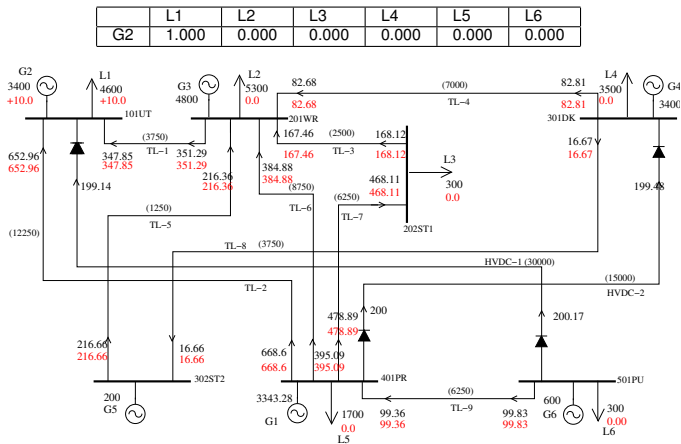 L1 L2 L3 L4 L5 L6
G2 1.000 0.000 0.000 0.000 0.000 0.000
G2
3400
+10.0
L1
4600
+10.0
101UT
G3
4800
L2
5300
0.0
201WR
82.68
82.68
(7000)
TL-4
82.81
82.81
L4
3500
0.0
301DK
G4
3400
652.96
652.96
347.85
347.85
(3750)
TL-1
351.29
351.29
167.46
167.46
(2500)
TL-3
168.12
168.12
16.67
16.67
199.14
216.36
216.36
384.88
384.88
(8750)
TL-6
468.11
468.11
(6250)
TL-7
L3
300
0.0
202ST1
199.48
(12250)
(1250)
TL-5
TL-8 (3750)
HVDC-1 (30000)
TL-2
(15000)
HVDC-2
216.66
216.66
16.66
16.66
478.89
478.89
200
200.17
668.6
668.6
395.09
395.09
302ST2
200
G5
401PR
3343.28
G1
1700
0.0
L5
99.36
99.36
(6250)
TL-9
99.83
99.83
501PU
600
G6
300
0.00
L6